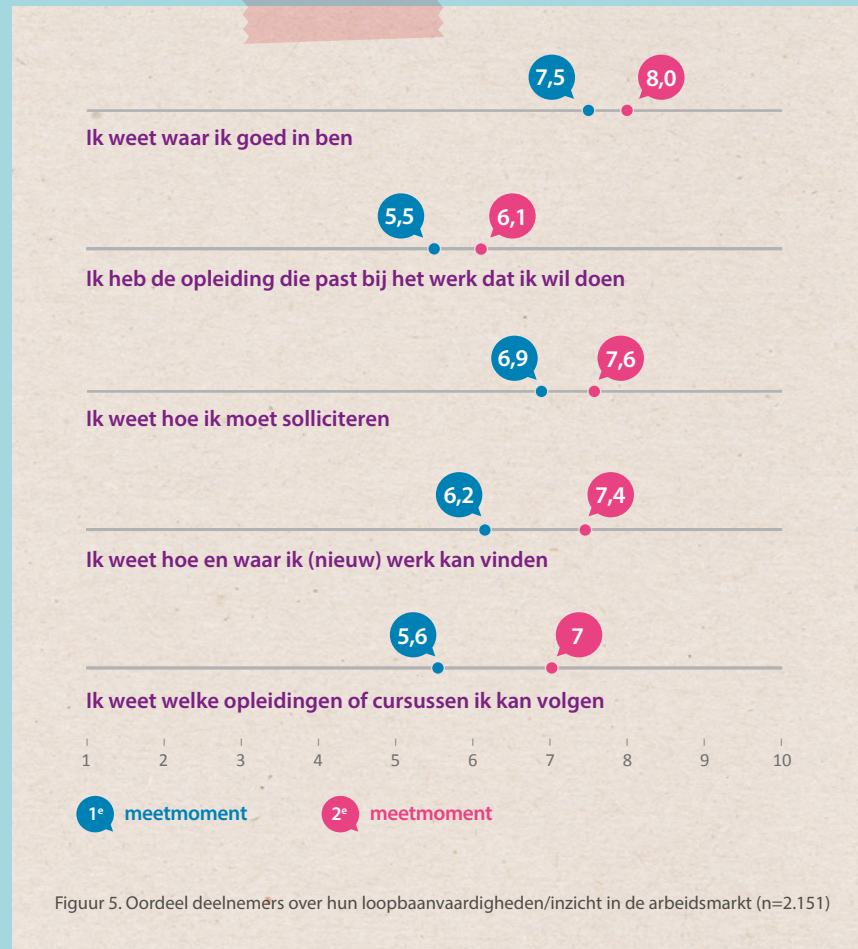 7,5 8,0
Ik weet waar ik goed in ben
5,5 6,1
Ik heb de opleiding die past bij het werk dat ik wil doen
6,9 7,6
Ik weet hoe ik moet solliciteren
6,2 7,4
Ik weet hoe en waar ik (nieuw) werk kan vinden
5,6 7
Ik weet welke opleidingen of cursussen ik kan volgen
1 2 3 4 5 6 7 8 9 10
1e meetmoment 2e meetmoment
Figuur 5. Oordeel deelnemers over hun loopbaanvaardigheden/inzicht in de arbeidsmarkt (n=2.151)